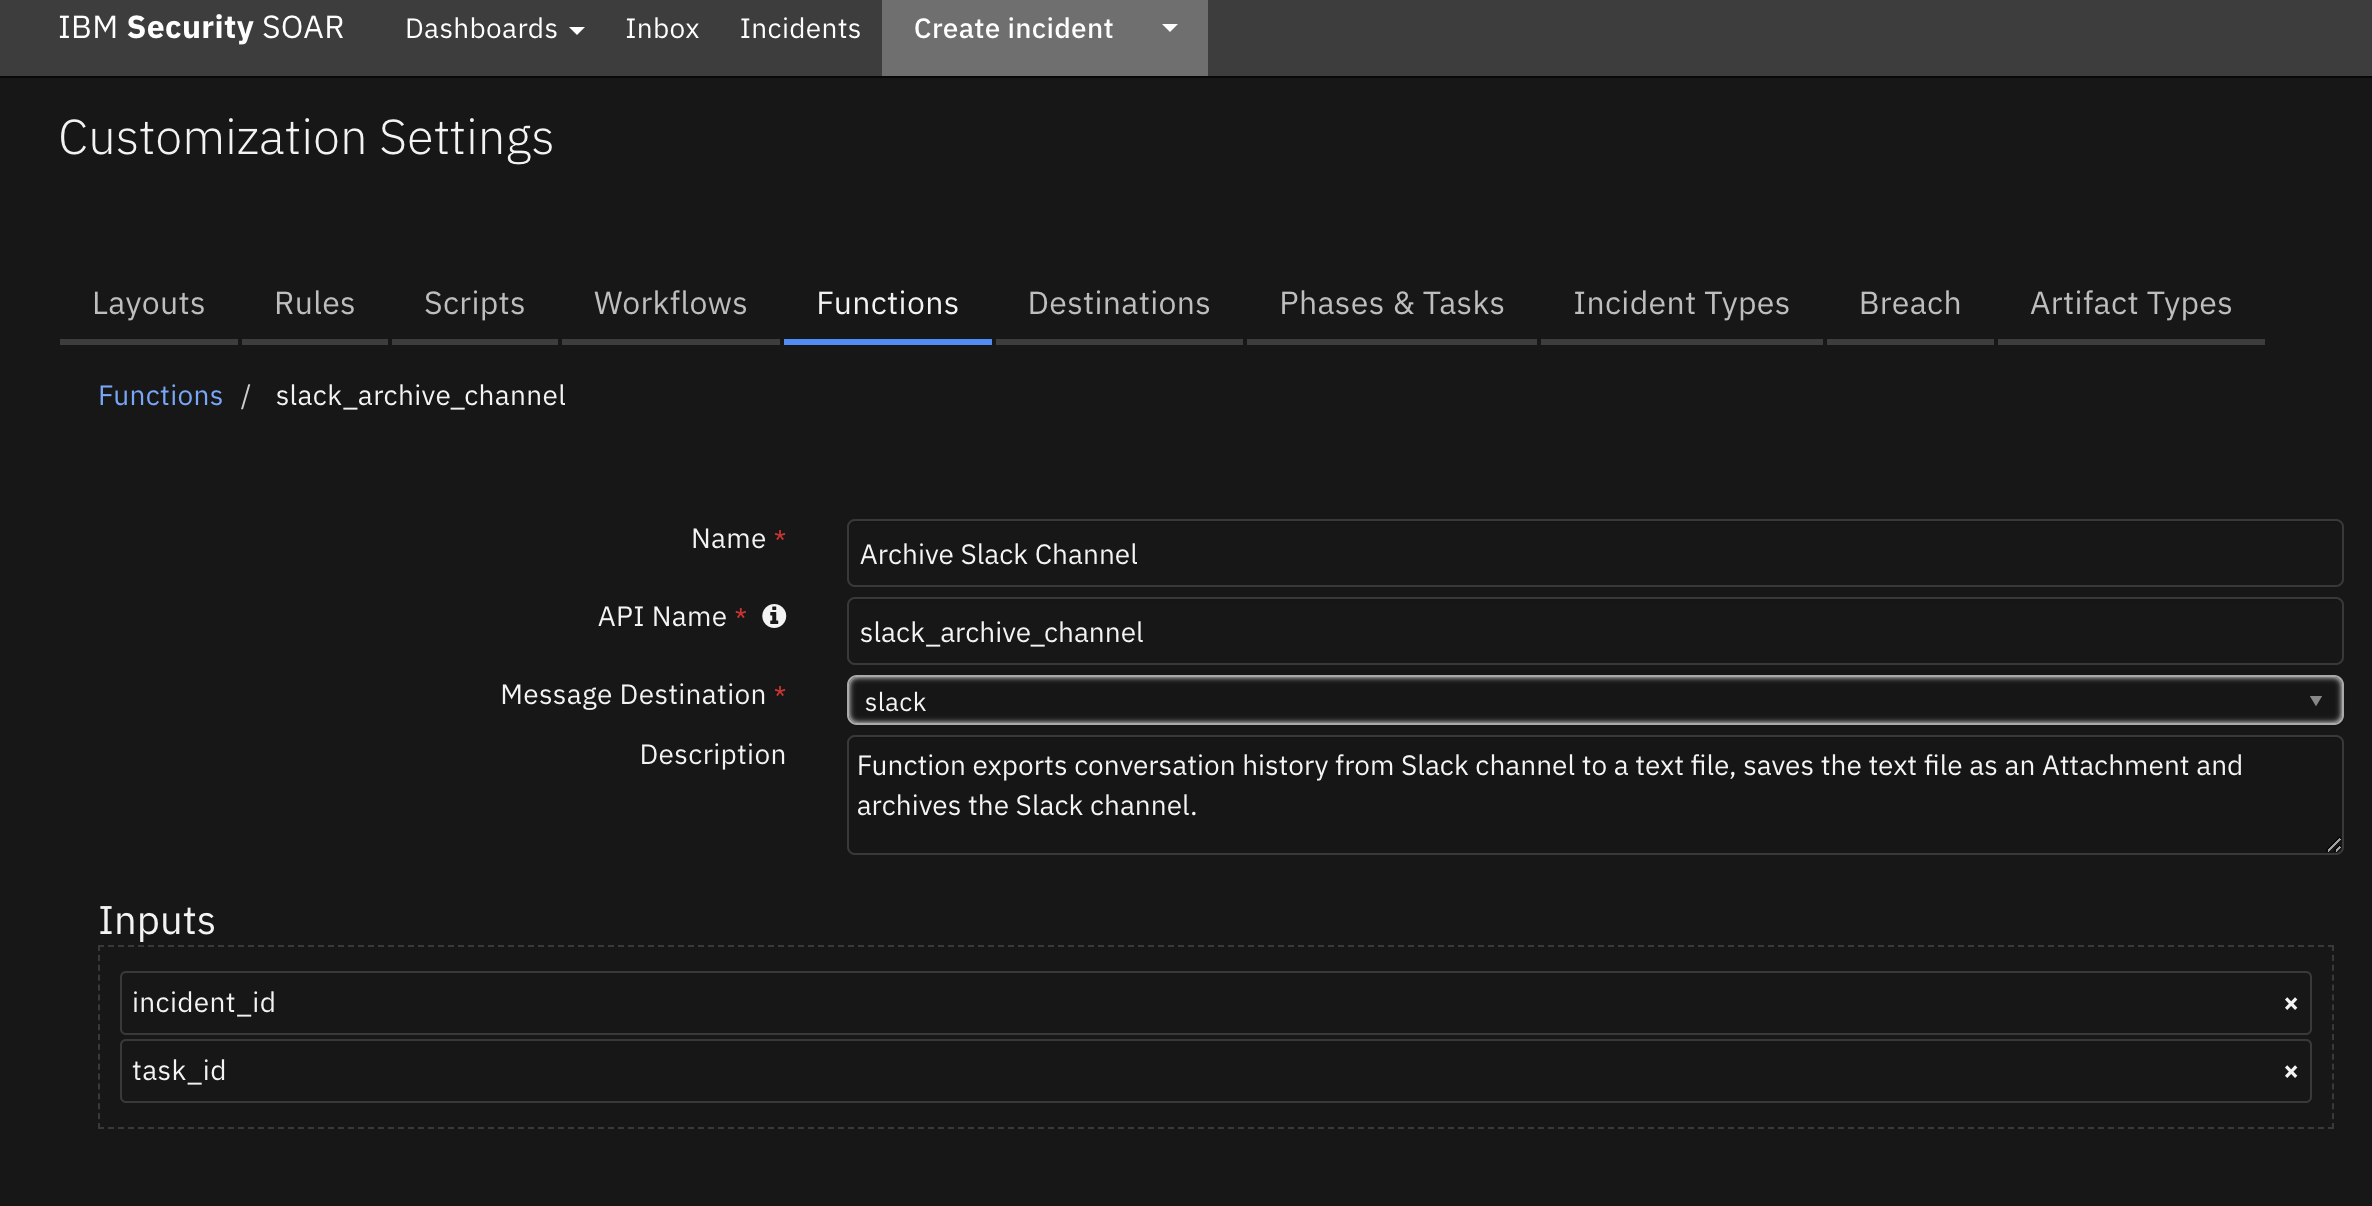 IBM Security SOAR Dashboards Inbox Incidents Create incident
Customization Settings
Layouts Rules Scripts Workflows Functions Destinations Phases & Tasks Incident Types Breach Artifact Types
Functions / slack_archive_channel
Name * Archive Slack Channel
API Name * slack_archive_channel
Message Destination * slack
Description Function exports conversation history from Slack channel to a text file, saves the text file as an Attachment and
archives the Slack channel.
Inputs
incident_id
task_id